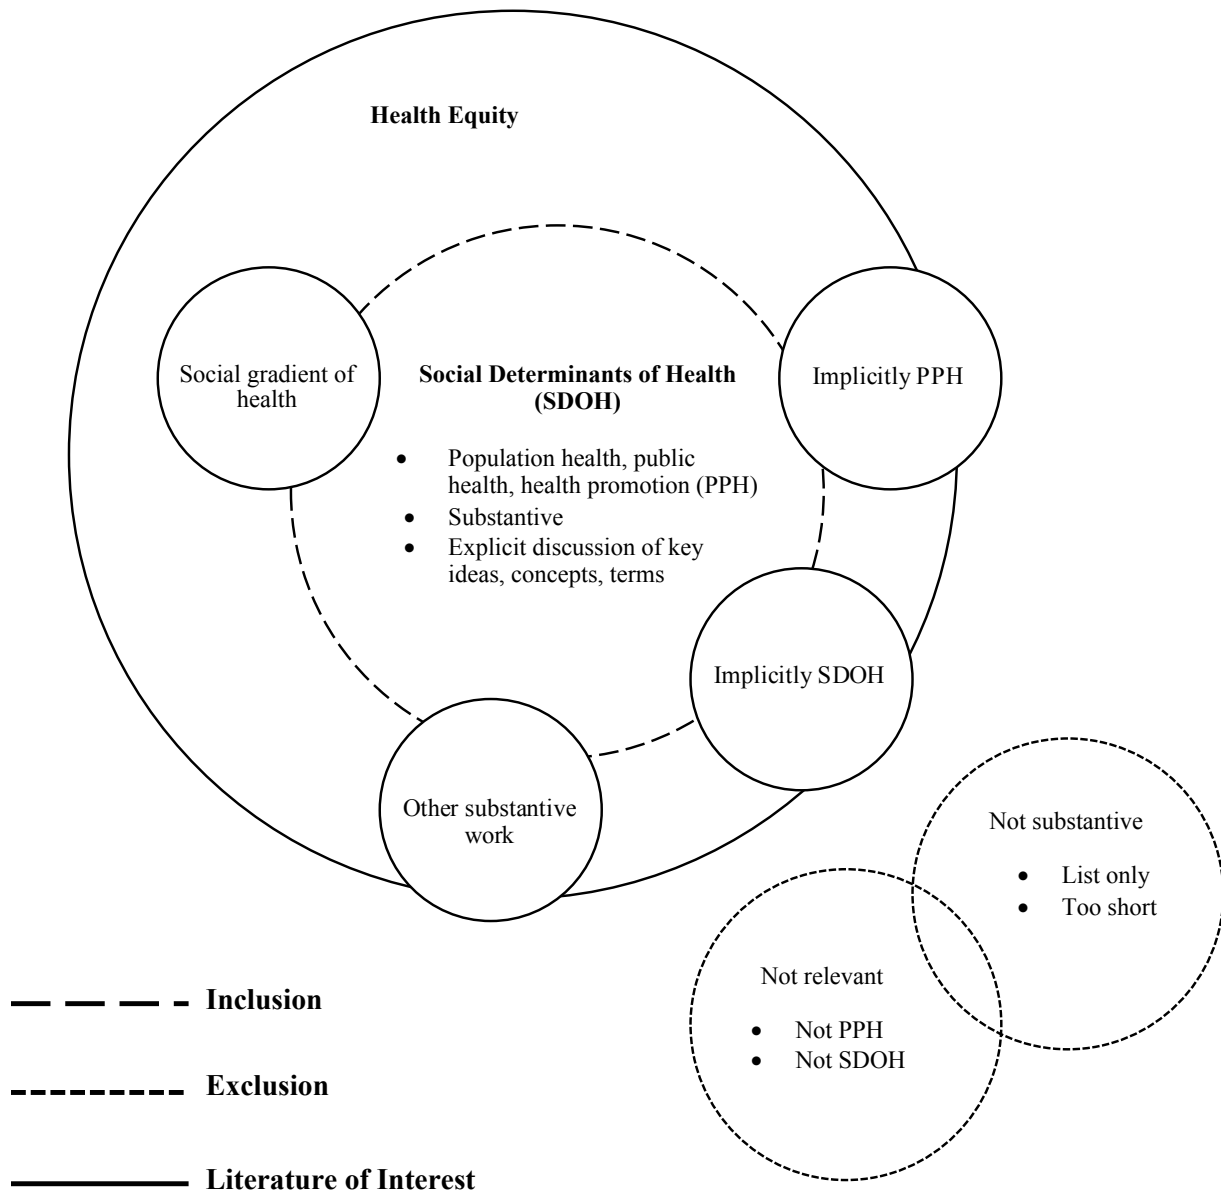 Health Equity
Social gradient of
health
Social Determinants of Health
(SDOH)
• Population health, public
health, health promotion (PPH)
• Substantive
• Explicit discussion of key
ideas, concepts, terms
Implicitly PPH
Implicitly SDOH
Other substantive
work
Not substantive
• List only
• Too short
Not relevant
• Not PPH
• Not SDOH
Inclusion
Exclusion
Literature of Interest